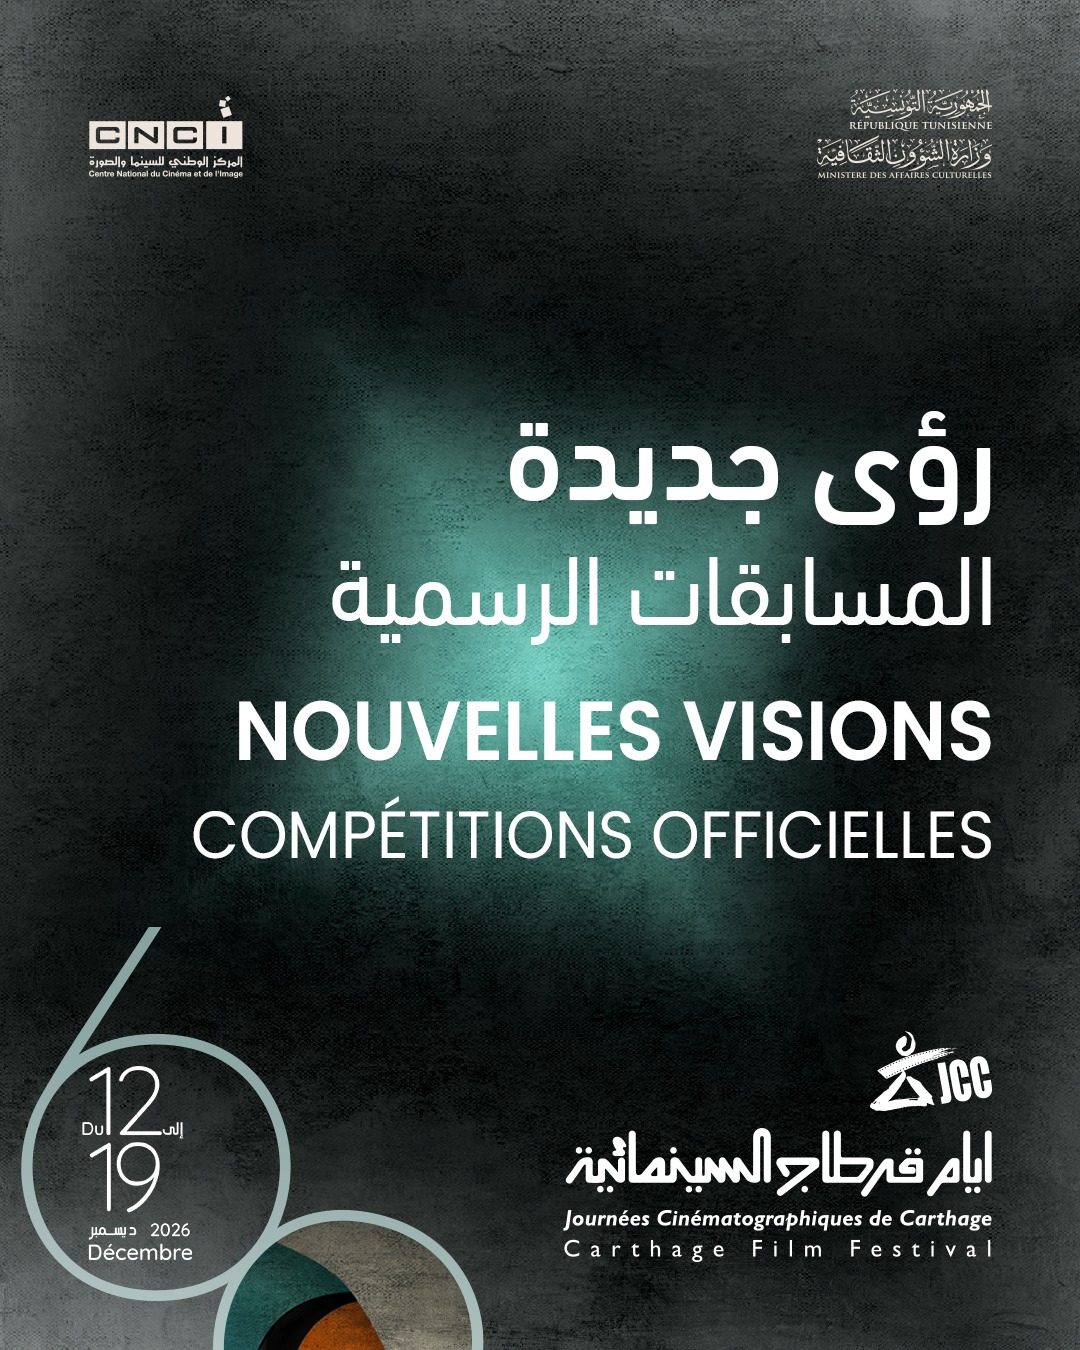 CNCI
المركز الوطني للسينما والصورة
Centre National du Cinéma et de l'Image
الجمهورية التونسية
RÉPUBLIQUE TUNISIENNE
وزارة الشؤون الثقافية
MINISTERE DES AFFAIRES CULTURELLES
رؤى جديدة
المسابقات الرسمية
NOUVELLES VISIONS
COMPÉTITIONS OFFICIELLES
Du 12 إلى
19
ديسمبر 2026
Décembre
JCC
ايام قرطاج السينمائية
Journées Cinématographiques de Carthage
Carthage Film Festival